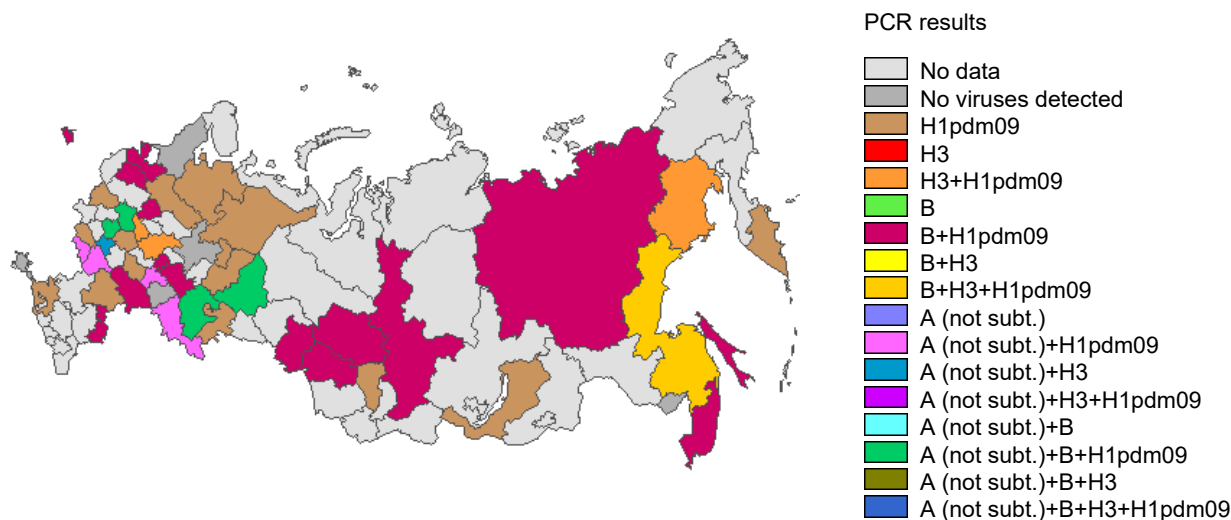 PCR results
No data
No viruses detected
H1pdm09
H3
H3+H1pdm09
B
B+H1pdm09
B+H3
B+H3+H1pdm09
A (not subt.)
A (not subt.)+H1pdm09
A (not subt.)+H3
A (not subt.)+H3+H1pdm09
A (not subt.)+B
A (not subt.)+B+H1pdm09
A (not subt.)+B+H3
A (not subt.)+B+H3+H1pdm09